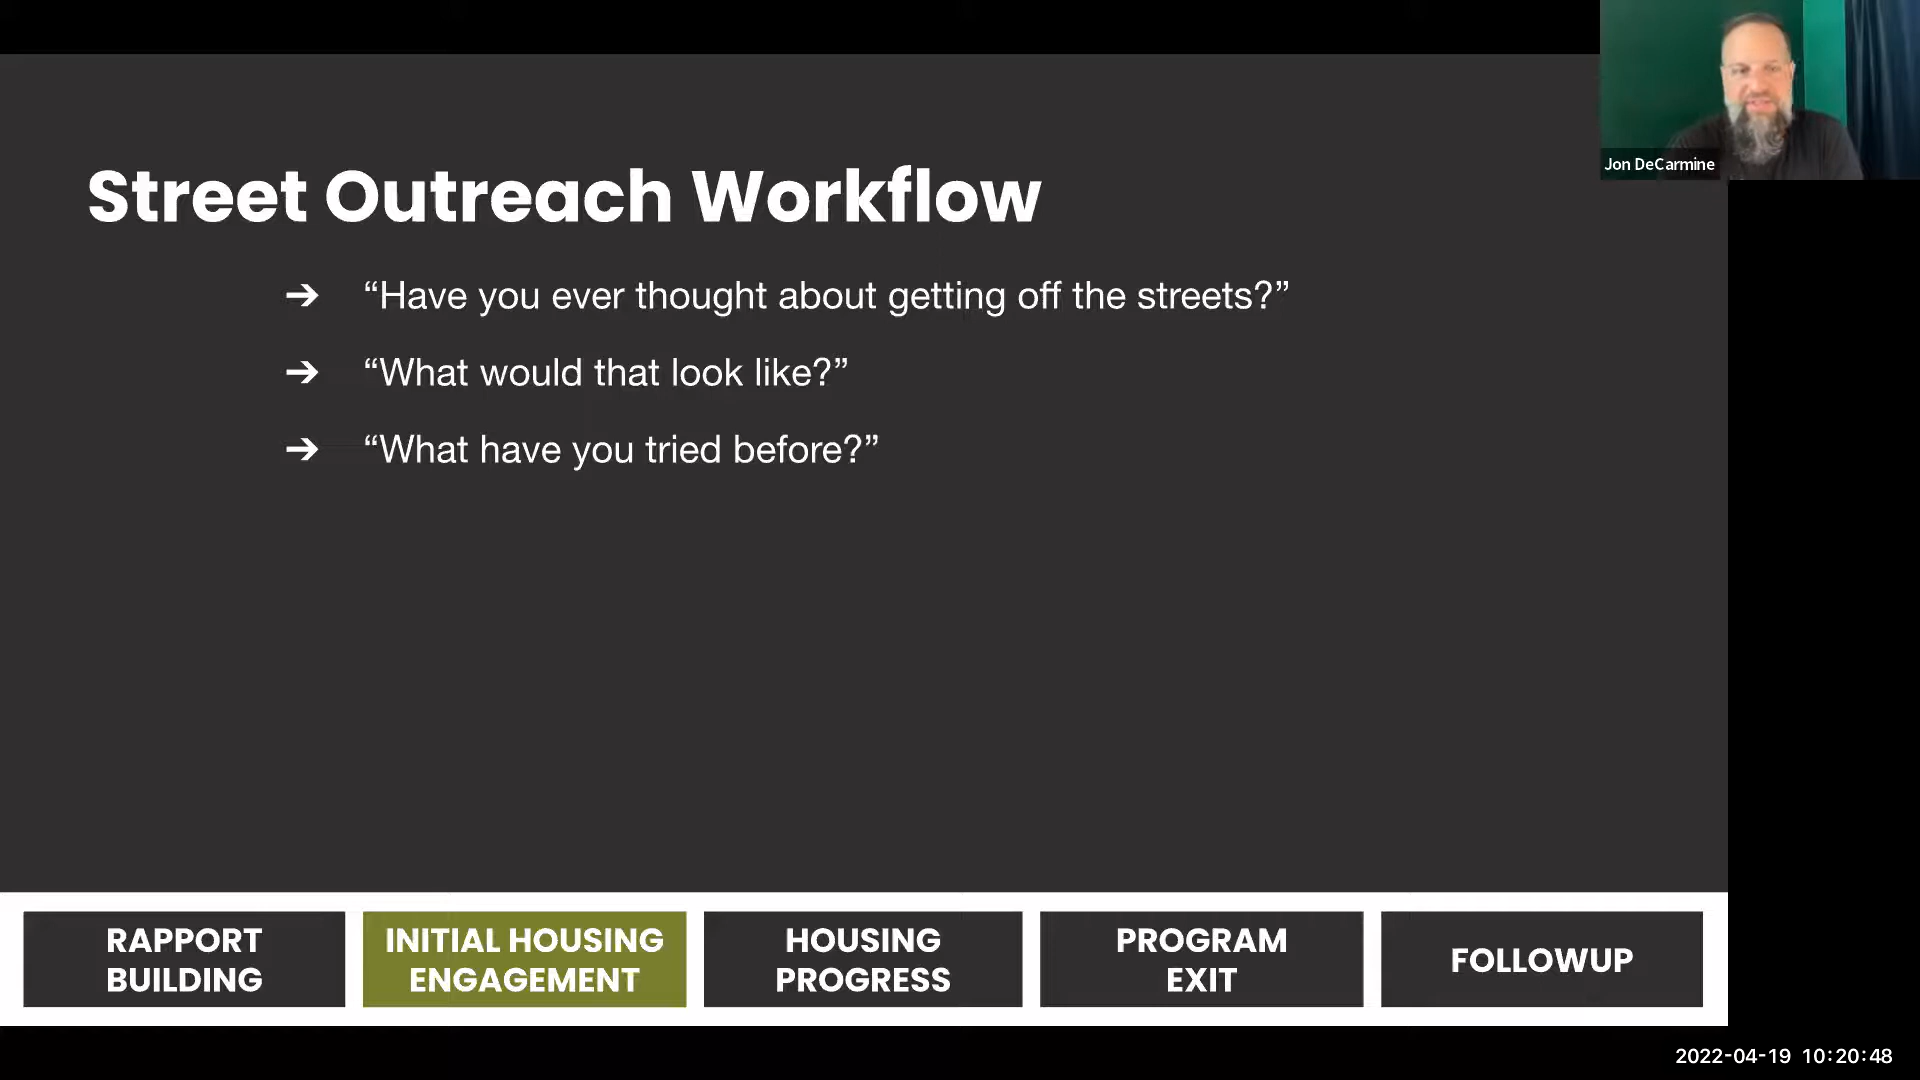 Jon DeCarmine
Street Outreach Workflow
➔ “Have you ever thought about getting off the streets?”
➔ “What would that look like?”
➔ “What have you tried before?”
RAPPORT
BUILDING
INITIAL HOUSING
ENGAGEMENT
HOUSING
PROGRESS
PROGRAM
EXIT
FOLLOWUP
2022-04-19 10:20:48